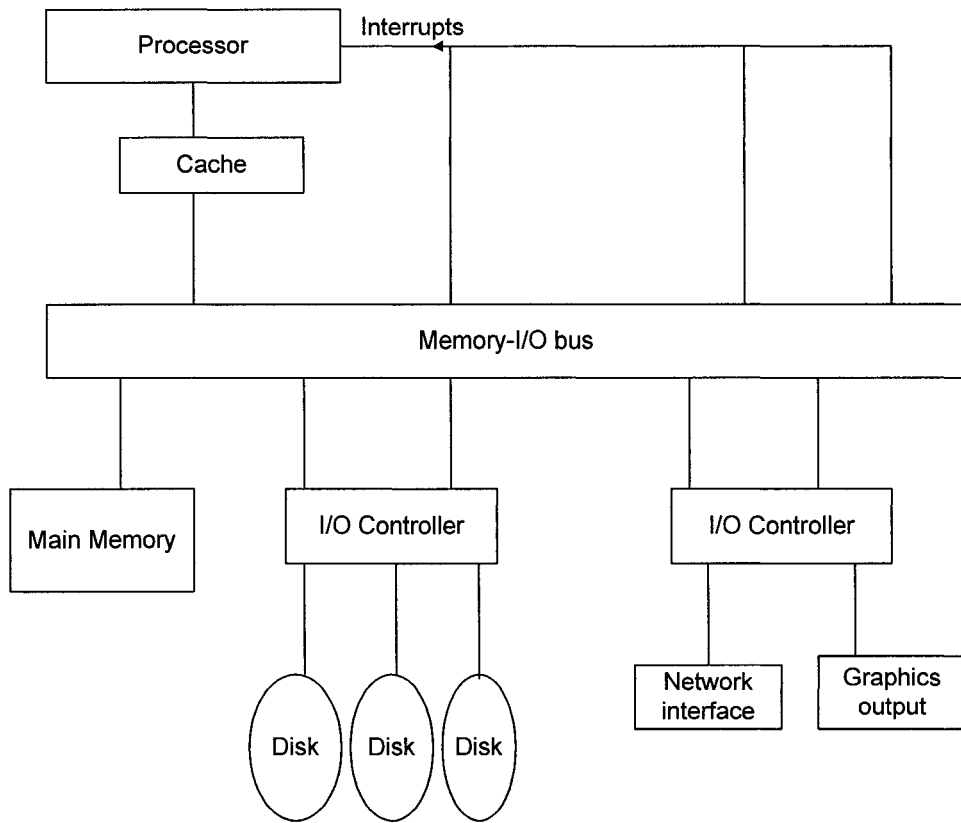 Interrupts
Processor
Cache
Memory-I/O bus
Main Memory
I/O Controller
I/O Controller
Network
interface
Graphics
output
Disk
Disk
Disk